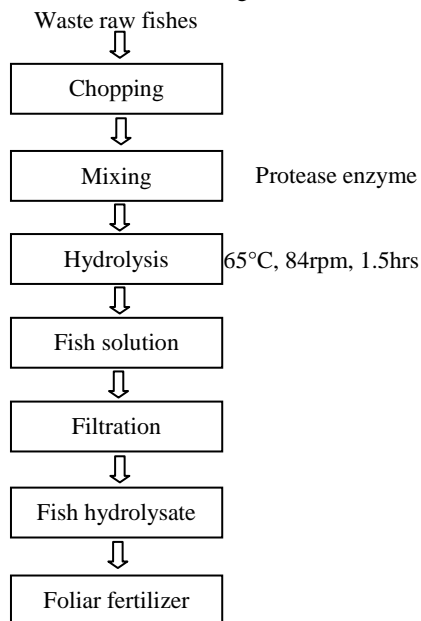 Waste raw fishes
Chopping
Mixing Protease enzyme
Hydrolysis 65°C, 84rpm, 1.5hrs
Fish solution
Filtration
Fish hydrolysate
Foliar fertilizer